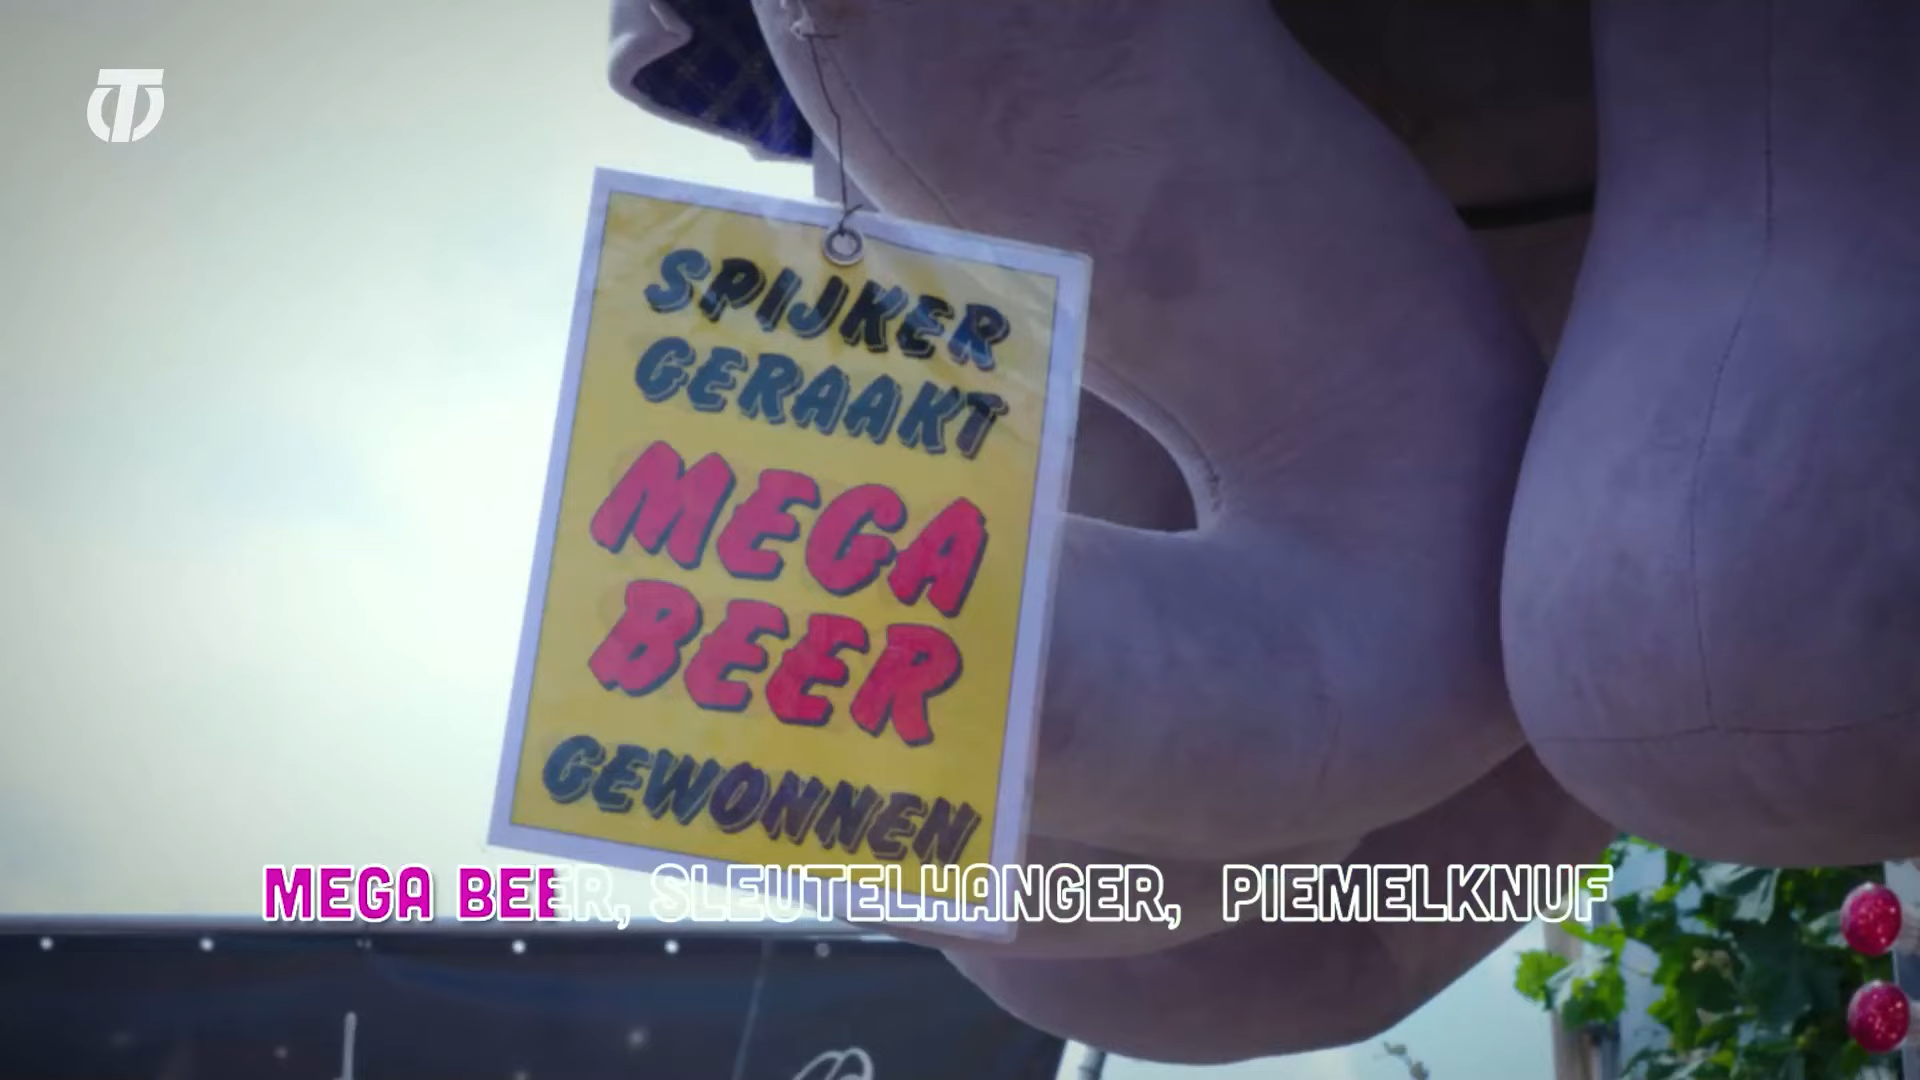 SPIJKER
GERAAKT
MEGA
BEER
GEWONNEN
MEGA BEER, SLEUTELHANGER, PIEMELKNUF